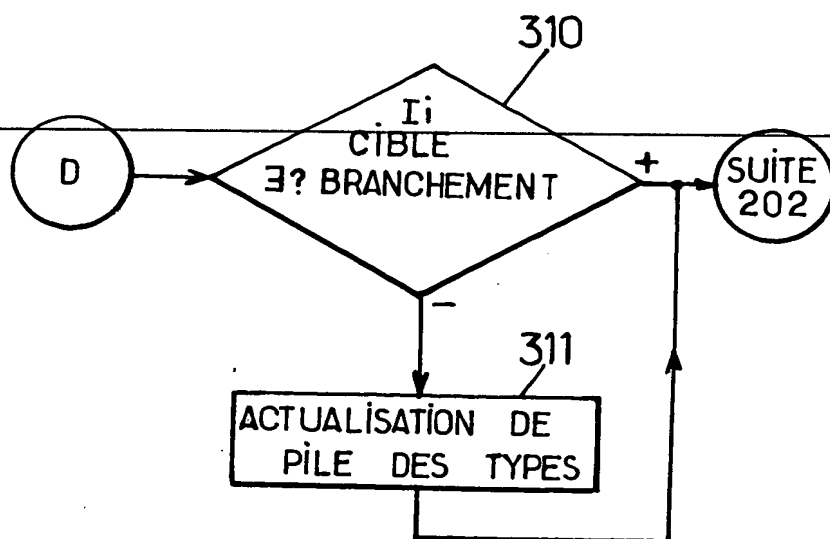 310
Ii
CIBLE
∃? BRANCHEMENT
D
+
SUITE
202
-
311
ACTUALISATION DE
PILE DES TYPES